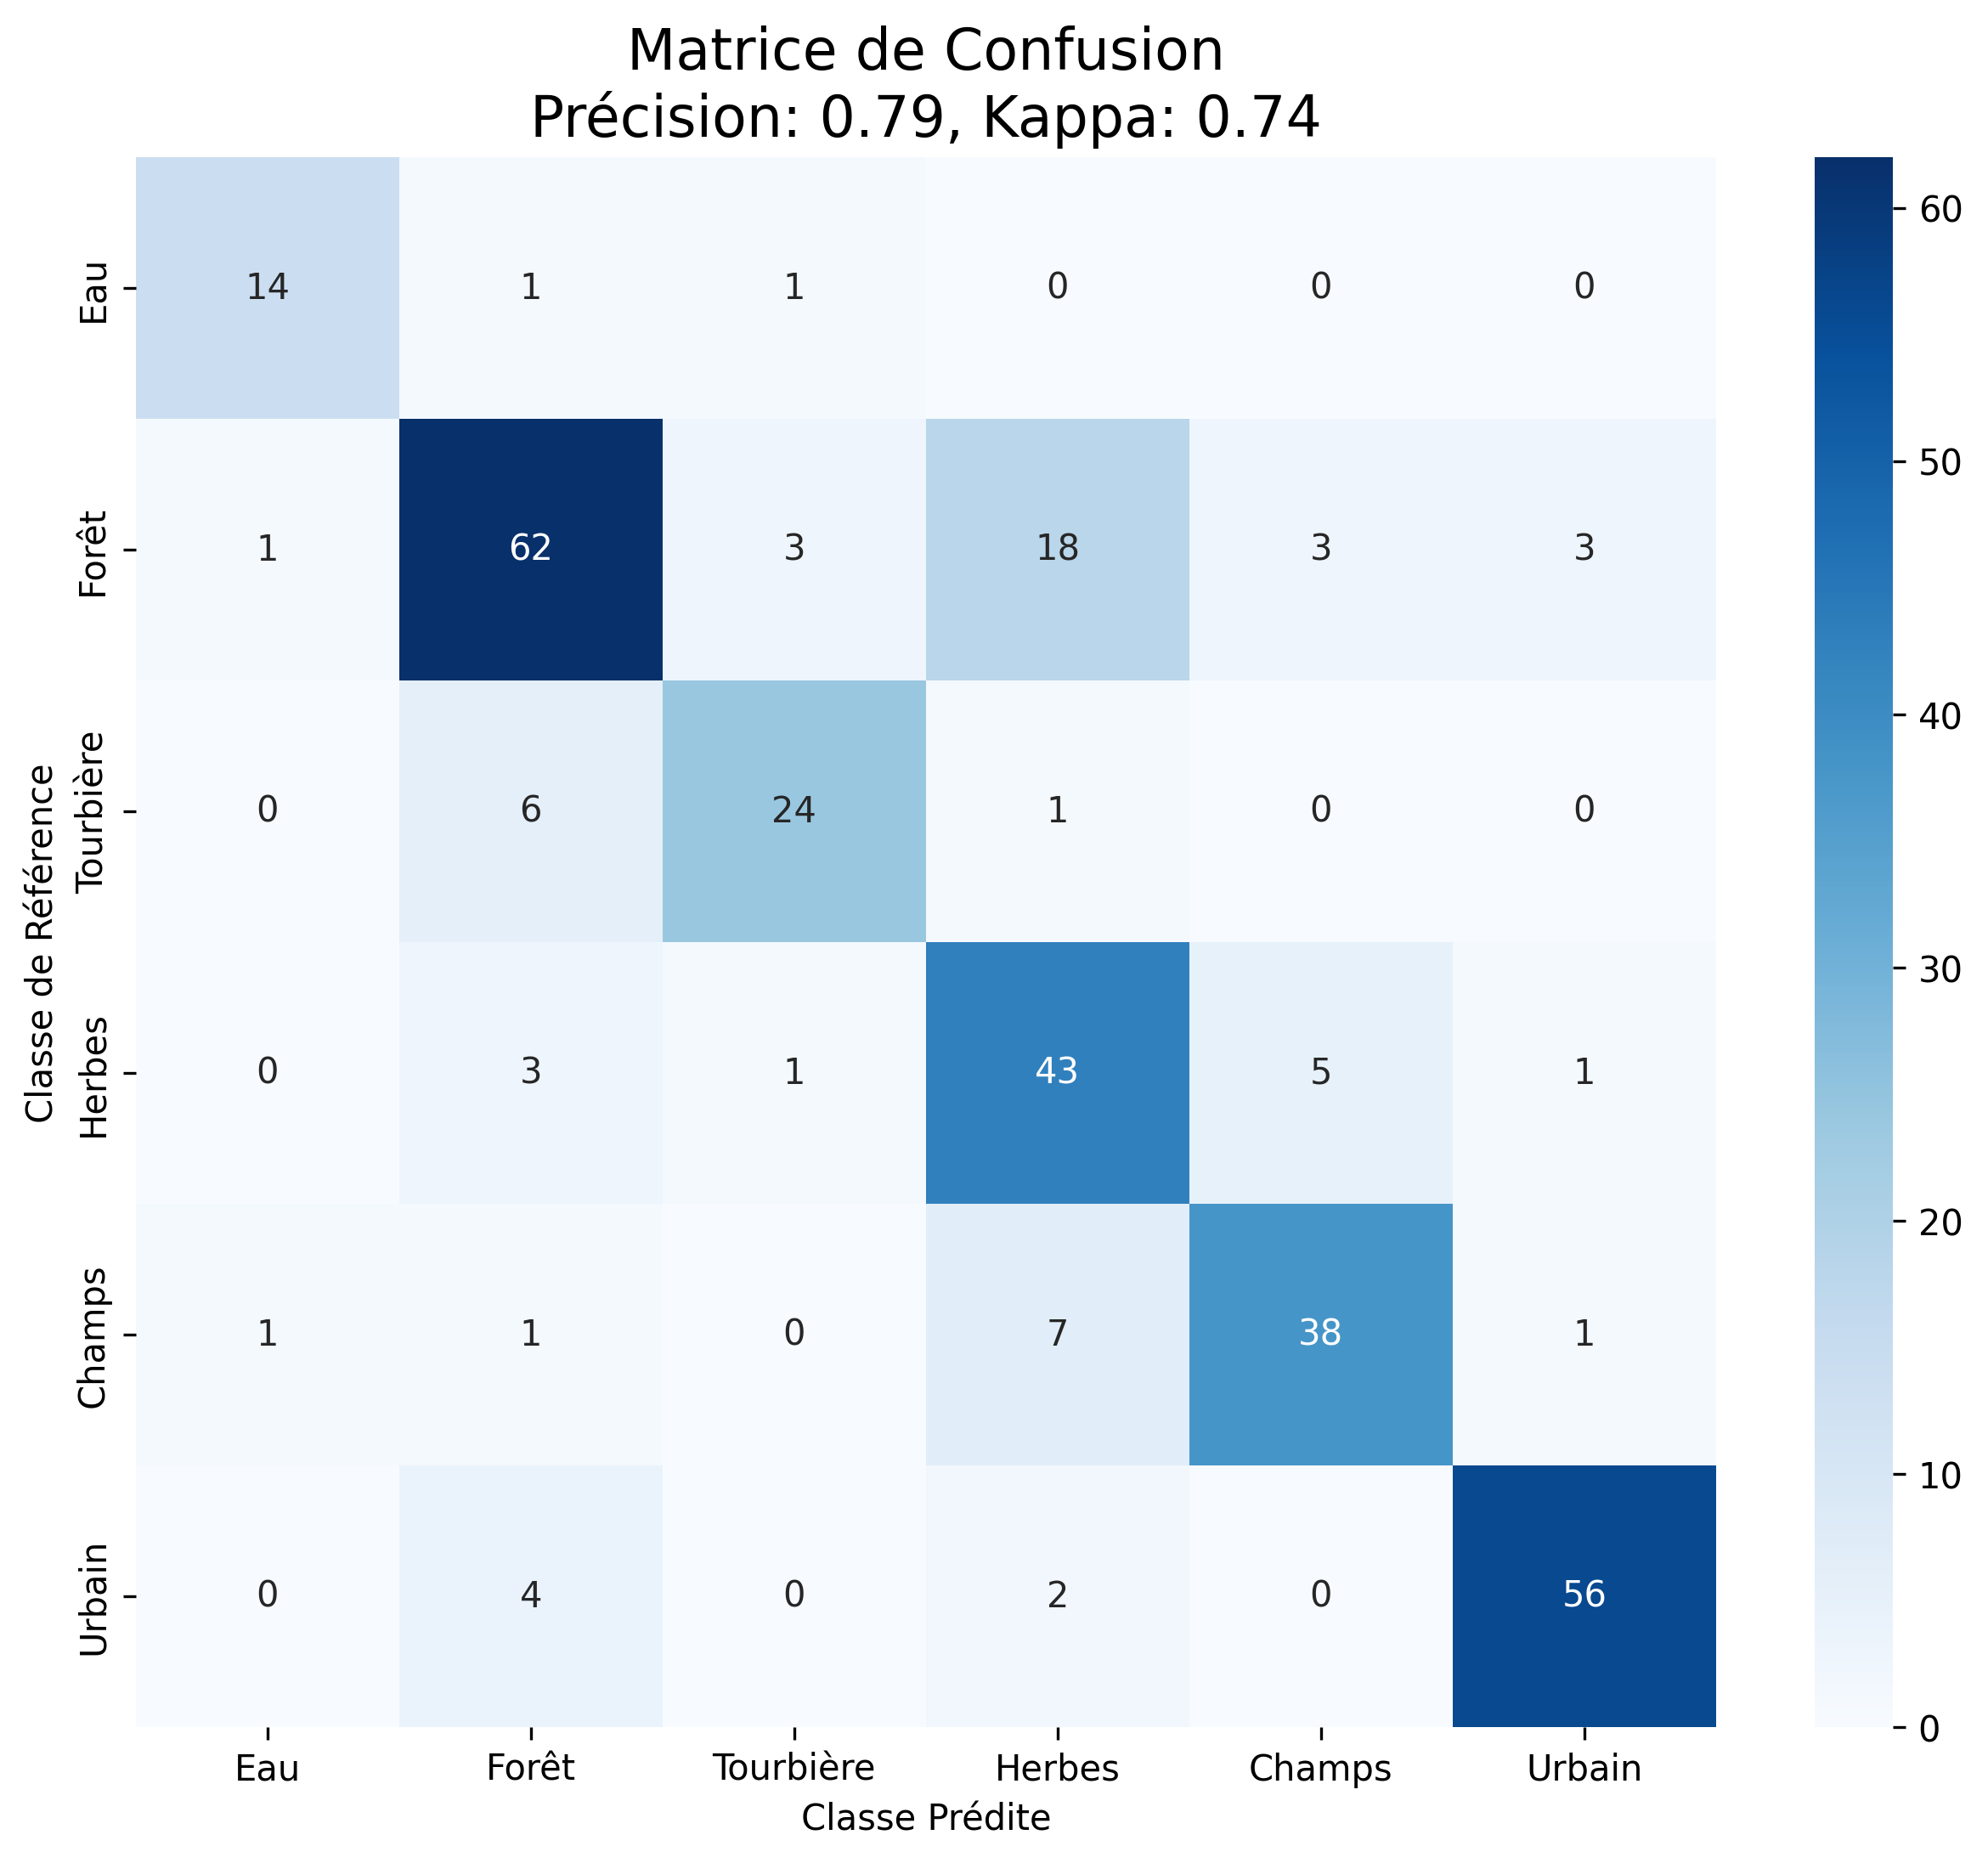 Matrice de Confusion
Précision: 0.79, Kappa: 0.74
Classe de Référence
Eau 14 1 1 0 0 0
Forêt 1 62 3 18 3 3
Tourbière 0 6 24 1 0 0
Herbes 0 3 1 43 5 1
Champs 1 1 0 7 38 1
Urbain 0 4 0 2 0 56
Eau Forêt Tourbière Herbes Champs Urbain
Classe Prédite
60
50
40
30
20
10
0